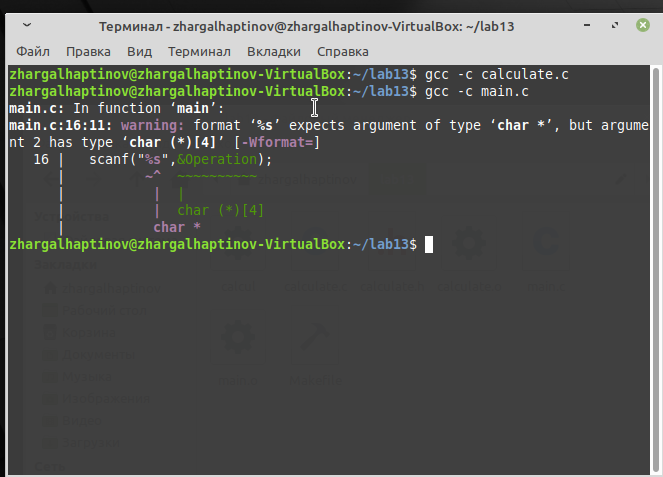 Терминал - zhargalhaptinov@zhargalhaptinov-VirtualBox: ~/lab13
Файл Правка Вид Терминал Вкладки Справка
zhargalhaptinov@zhargalhaptinov-VirtualBox:~/lab13$ gcc -c calculate.c
zhargalhaptinov@zhargalhaptinov-VirtualBox:~/lab13$ gcc -c main.c
main.c: In function ‘main’:
main.c:16:11: warning: format ‘%s’ expects argument of type ‘char *’, but argume
nt 2 has type ‘char (*)[4]’ [-Wformat=]
   16 |   scanf("%s",&Operation);
      |          ~^  ~~~~~~~~~~
      |           |  |
      |           |  char (*)[4]
      |           char *
zhargalhaptinov@zhargalhaptinov-VirtualBox:~/lab13$